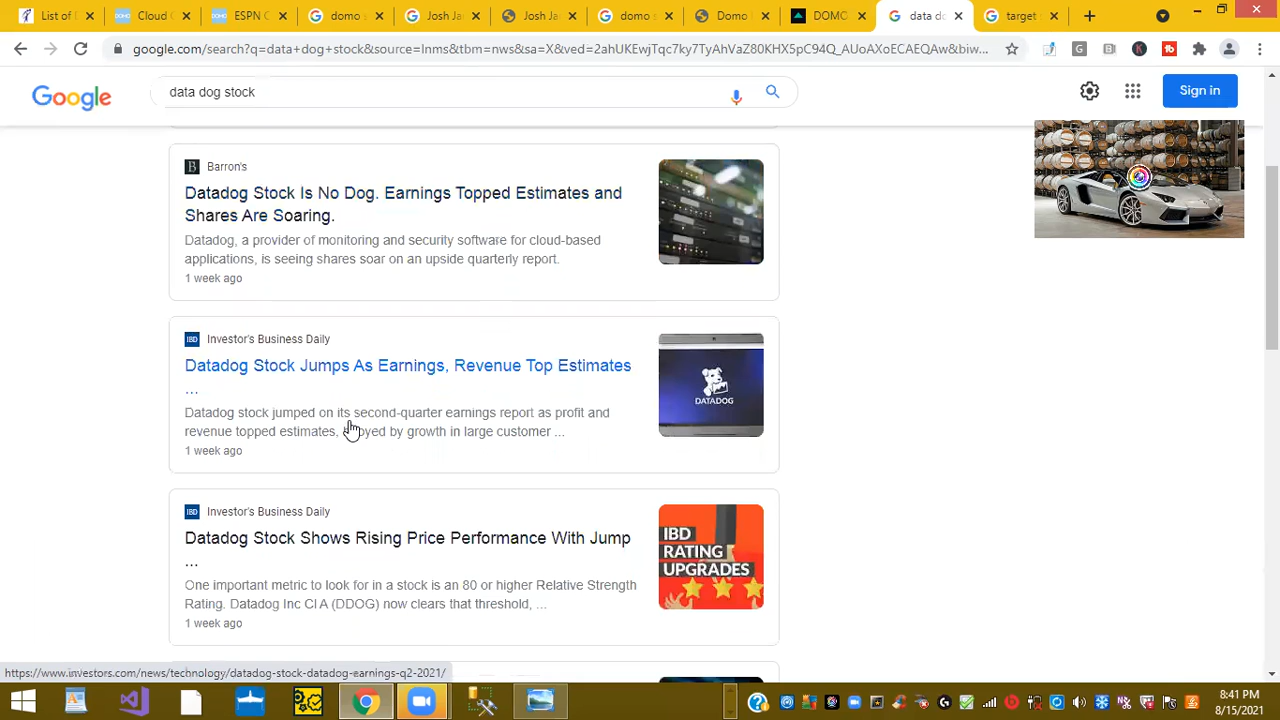 List of D
Cloud C
ESPN C
domo s
Josh Ja
Josh Ja
domo s
Domo I
DOMO
data do
target s
google.com/search?q=data+dog+stock&source=lnms&tbm=nws&sa=X&ved=2ahUKEwjTqc7ky7TyAhVaZ80KHX5pC94Q_AUoAXoECAEQAw&biw...
Google
data dog stock
Sign in
Barron's
Datadog Stock Is No Dog. Earnings Topped Estimates and
Shares Are Soaring.
Datadog, a provider of monitoring and security software for cloud-based
applications, is seeing shares soar on an upside quarterly report.
1 week ago
IBD
Investor's Business Daily
Datadog Stock Jumps As Earnings, Revenue Top Estimates
...
Datadog stock jumped on its second-quarter earnings report as profit and
revenue topped estimates, by growth in large customer ...
1 week ago
DATADOG
IBD
Investor's Business Daily
Datadog Stock Shows Rising Price Performance With Jump
...
One important metric to look for in a stock is an 80 or higher Relative Strength
Rating. Datadog Inc Cl A (DDOG) now clears that threshold, ...
1 week ago
IBD
RATING
UPGRADES
https://www.investors.com/news/technology/datadog-stock-datadog-earnings-q2-2021/
8:41 PM
8/15/2021